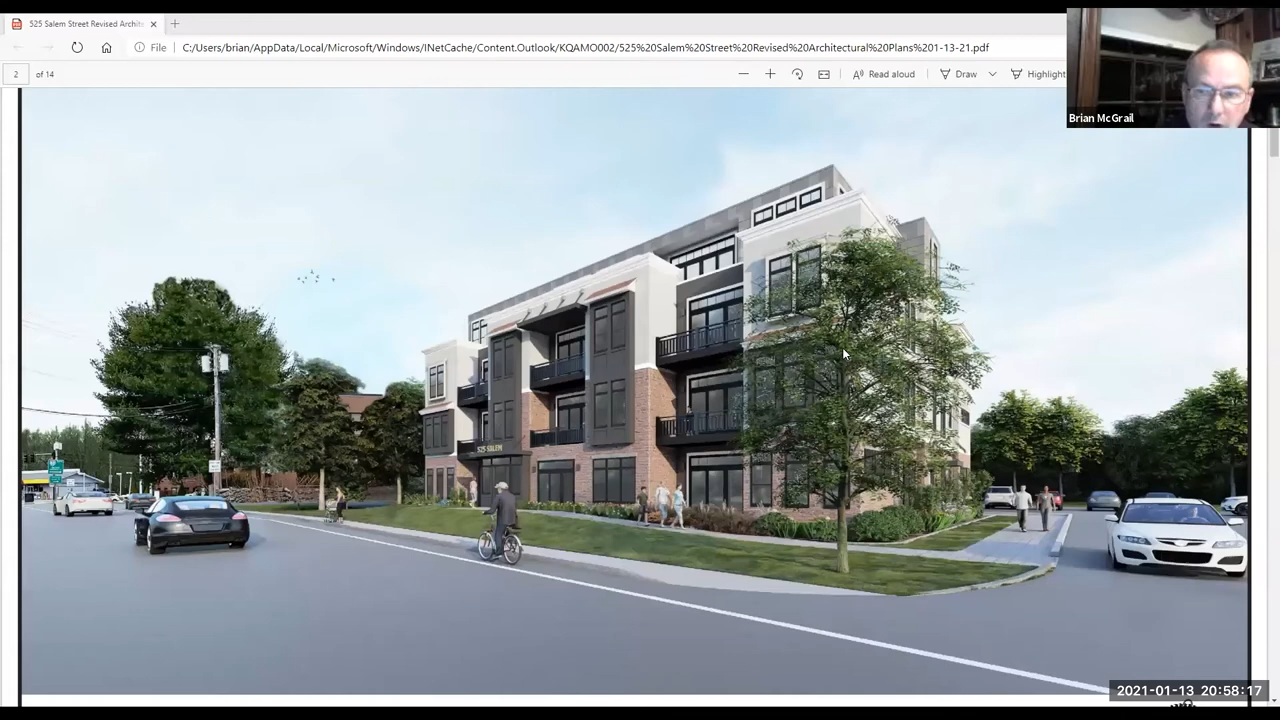 525 Salem Street Revised Archite
File
C:/Users/brian/AppData/Local/Microsoft/Windows/INetCache/Content.Outlook/KQAMO002/525%20Salem%20Street%20Revised%20Architectural%20Plans%201-13-21.pdf
2 of 14
Read aloud
Draw
Highlight
Brian McGrail
525 SALEM
2021-01-13 20:58:17